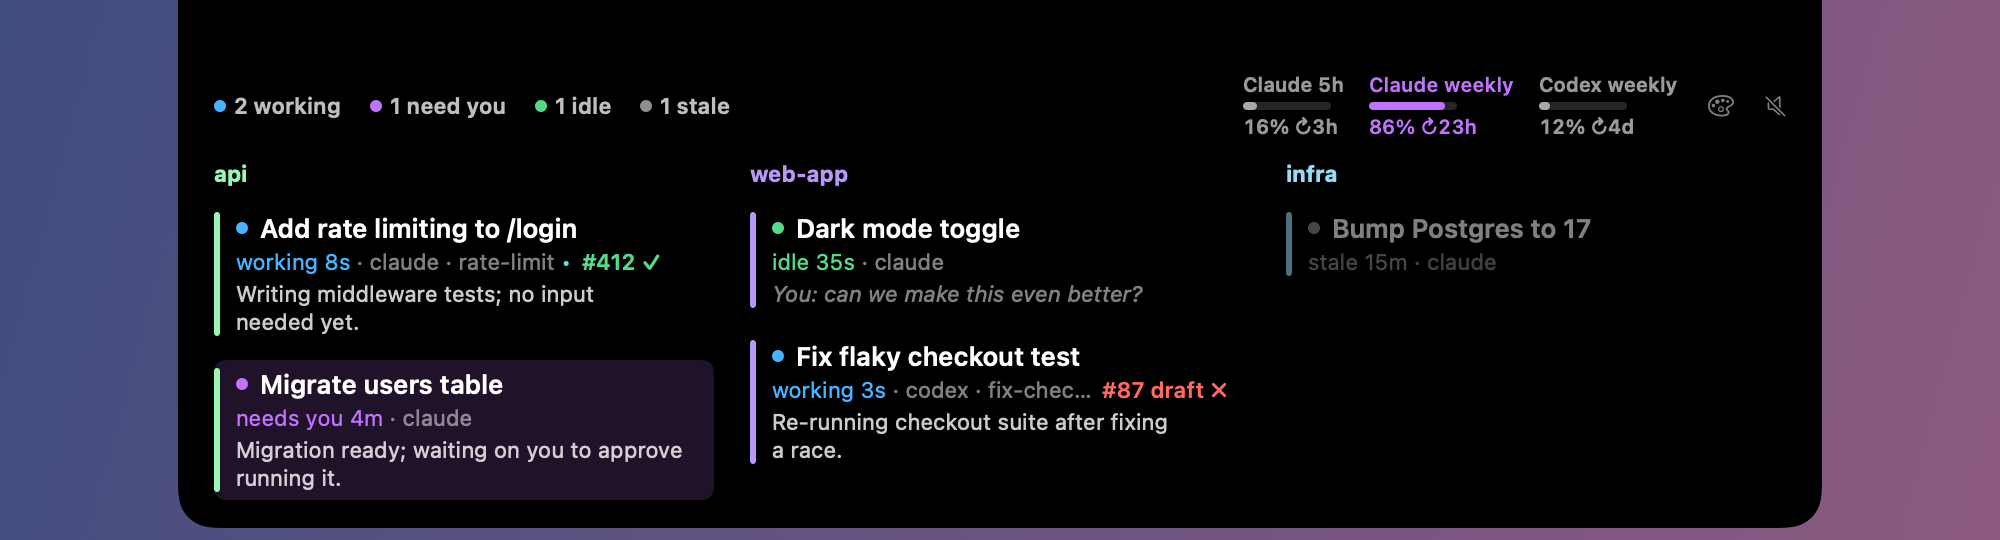 2 working 1 need you 1 idle 1 stale
Claude 5h
16% ↻3h
Claude weekly
86% ↻23h
Codex weekly
12% ↻4d
api
Add rate limiting to /login
working 8s · claude · rate-limit • #412 ✓
Writing middleware tests; no input
needed yet.
Migrate users table
needs you 4m · claude
Migration ready; waiting on you to approve
running it.
web-app
Dark mode toggle
idle 35s · claude
You: can we make this even better?
Fix flaky checkout test
working 3s · codex · fix-chec... #87 draft ✕
Re-running checkout suite after fixing
a race.
infra
Bump Postgres to 17
stale 15m · claude